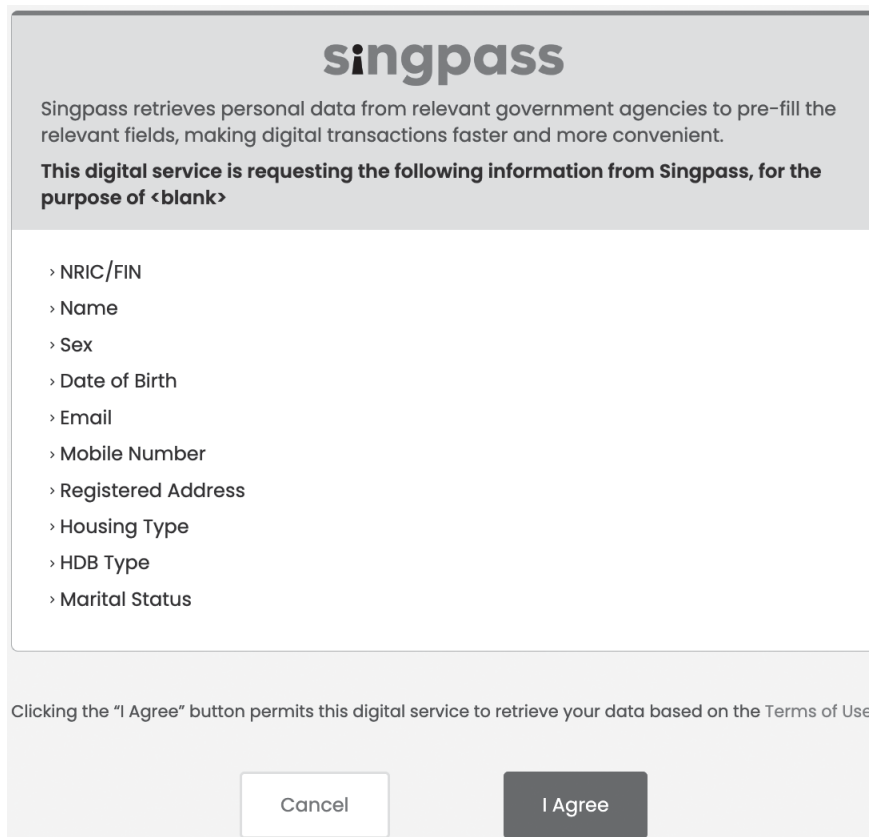 singpass
Singpass retrieves personal data from relevant government agencies to pre-fill the
relevant fields, making digital transactions faster and more convenient.
This digital service is requesting the following information from Singpass, for the
purpose of <blank>
› NRIC/FIN
› Name
› Sex
› Date of Birth
› Email
› Mobile Number
› Registered Address
› Housing Type
› HDB Type
› Marital Status
Clicking the “I Agree” button permits this digital service to retrieve your data based on the Terms of Use
Cancel
I Agree